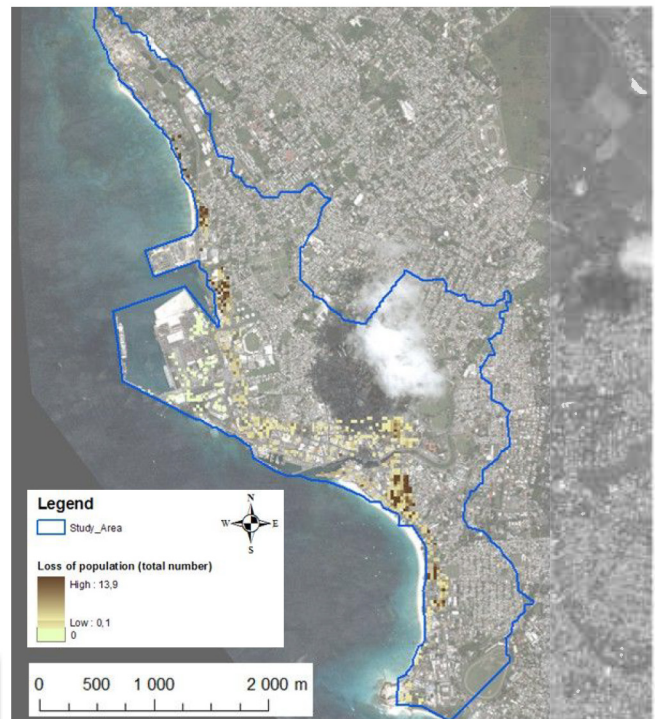 Legend
Study_Area
N
W E
S
Loss of population (total number)
High : 13,9
Low : 0,1
0
0 500 1 000 2 000 m